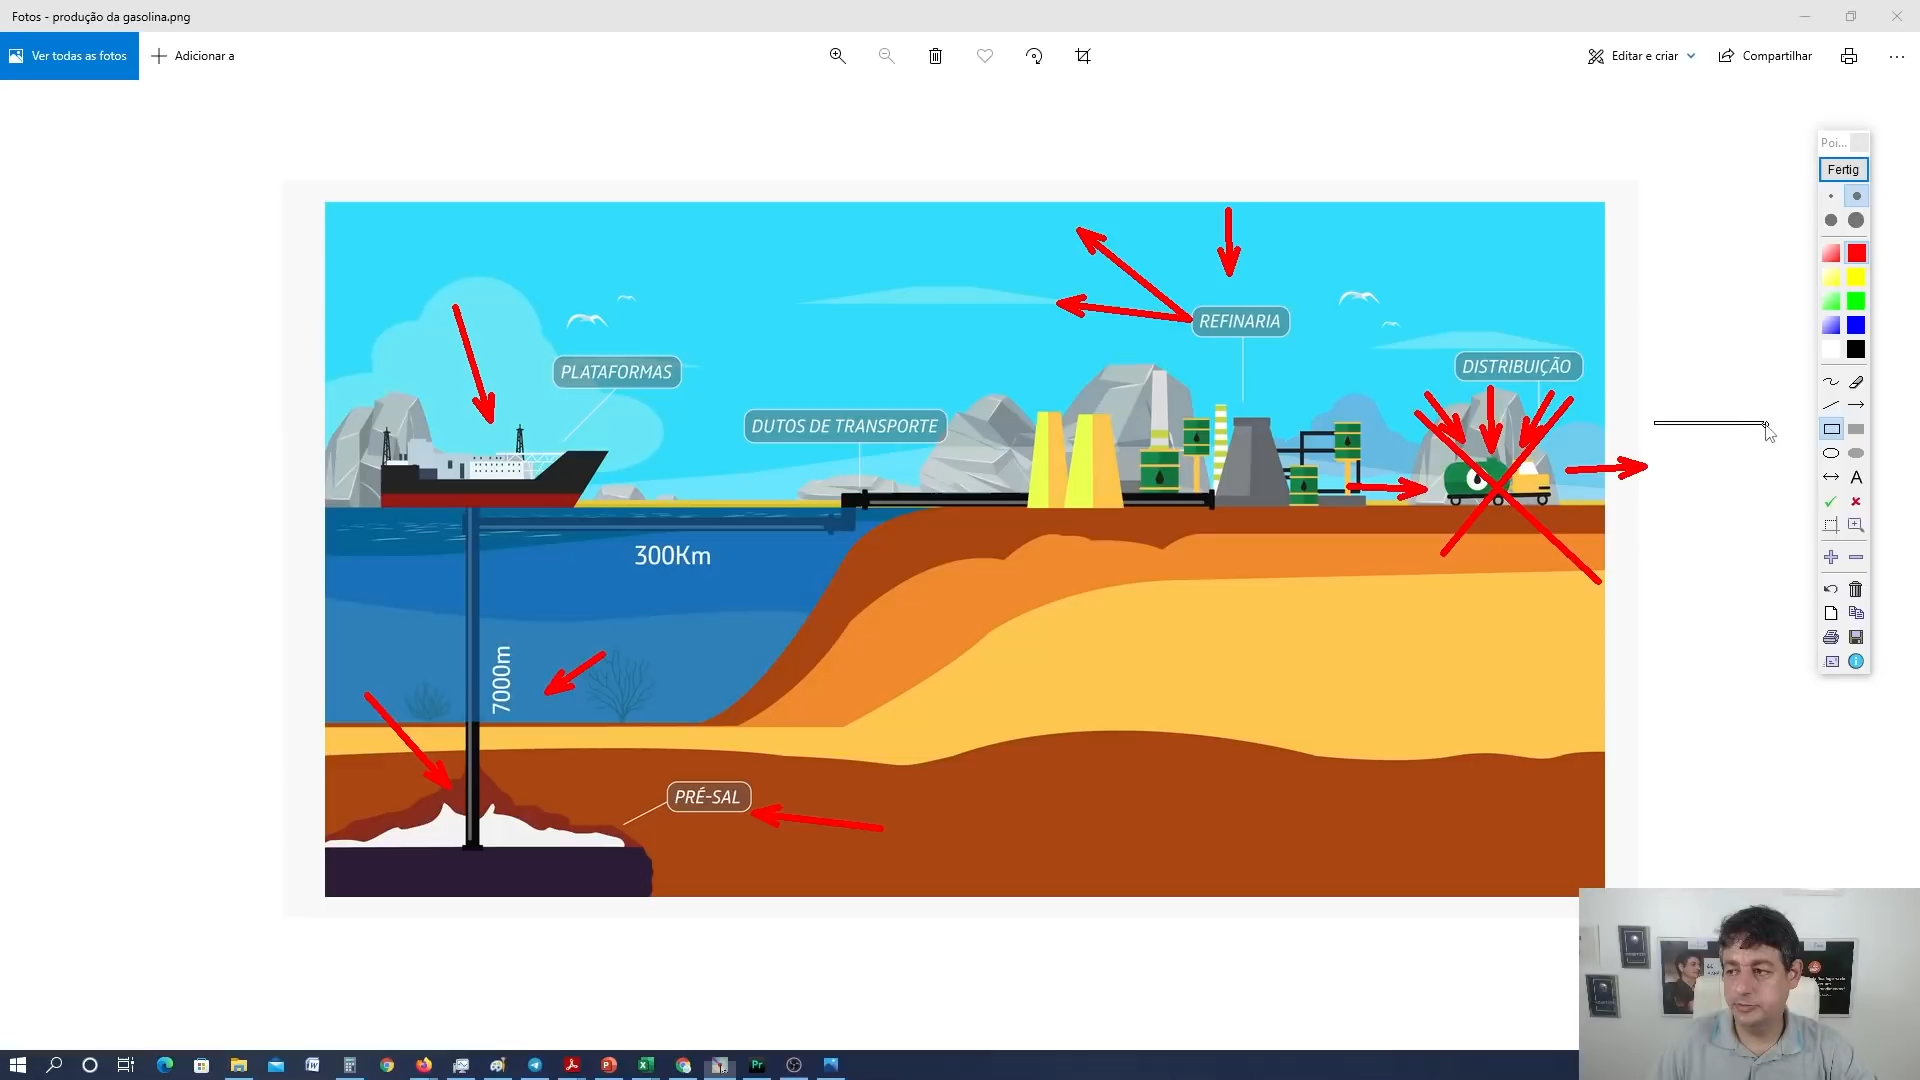 Fotos - produção da gasolina.png
Ver todas as fotos
Adicionar a
Editar e criar
Compartilhar
Poi...
Fertig
REFINARIA
PLATAFORMAS
DISTRIBUIÇÃO
DUTOS DE TRANSPORTE
300Km
7000m
PRÉ-SAL